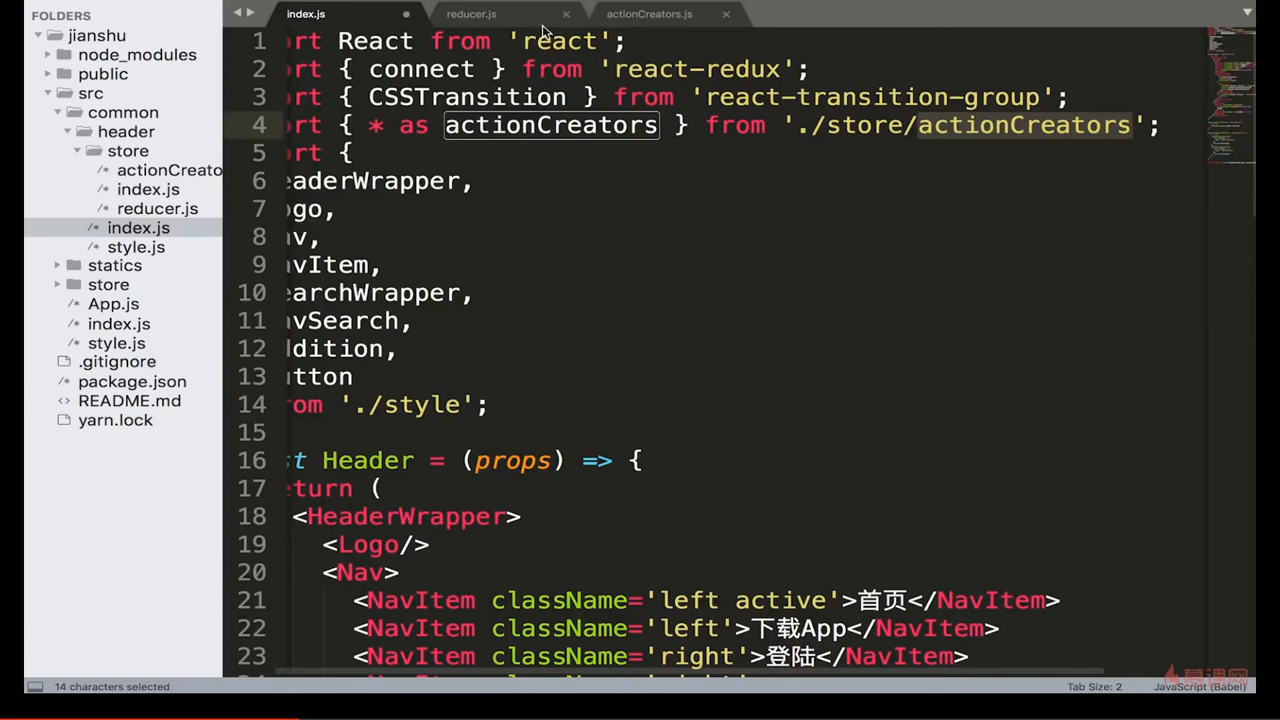 FOLDERS
jianshu
node_modules
public
src
common
header
store
actionCreato
index.js
reducer.js
index.js
style.js
statics
store
App.js
index.js
style.js
.gitignore
package.json
README.md
yarn.lock
index.js
reducer.js
actionCreators.js
1 ort React from 'react';
2 ort { connect } from 'react-redux';
3 ort { CSSTransition } from 'react-transition-group';
4 ort { * as actionCreators } from './store/actionCreators';
5 ort {
6 eaderWrapper,
7 ogo,
8 av,
9 avItem,
10 earchWrapper,
11 avSearch,
12 ddition,
13 utton
14 rom './style';
15
16 st Header = (props) => {
17 eturn (
18 <HeaderWrapper>
19 <Logo/>
20 <Nav>
21 <NavItem className='left active'>首页</NavItem>
22 <NavItem className='left'>下载App</NavItem>
23 <NavItem className='right'>登陆</NavItem>
14 characters selected
Tab Size: 2
JavaScript (Babel)
慕课网